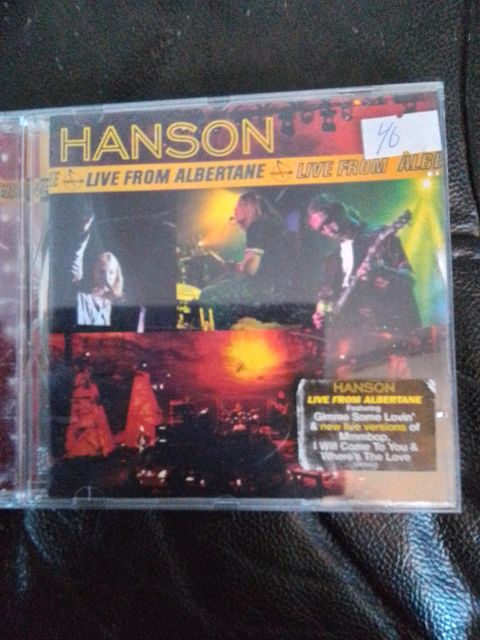 HANSON
Y6
E LIVE FROM ALBERTANE LIVE FROM ALBE
HANSON
LIVE FROM ALBERTANE
Gimme Some Lovin'
& new live versions of
Mmmbop,
I Will Come To You &
Where's The Love